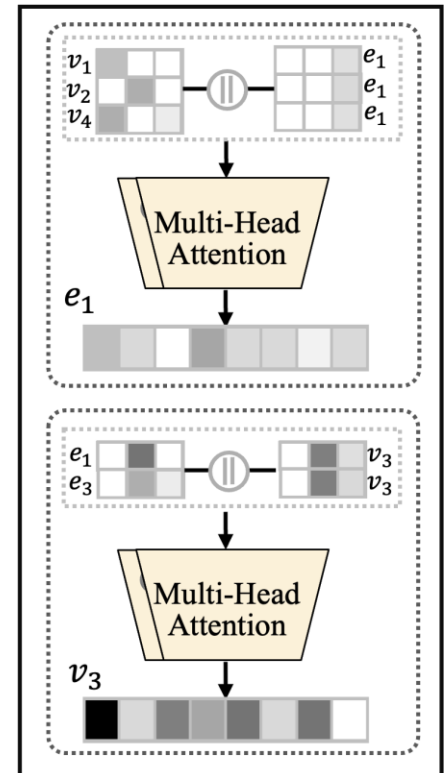 v₁ e₁
v₂ || e₁
v₄ e₁
Multi-Head
Attention
e₁
e₁ || v₃
e₃ v₃
Multi-Head
Attention
v₃